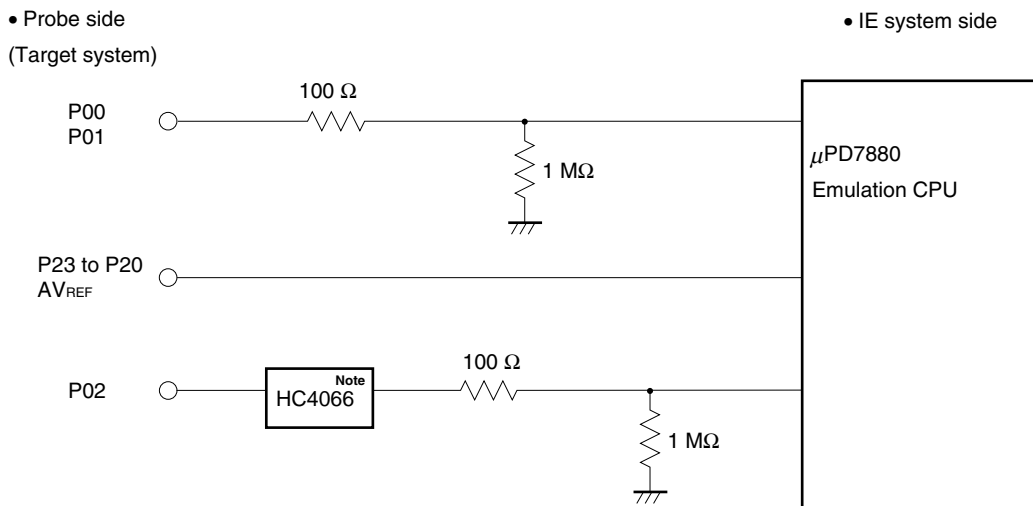 • Probe side
(Target system)
• IE system side
100 Ω
P00
P01
1 MΩ
μPD7880
Emulation CPU
P23 to P20
AVREF
100 Ω
P02
Note
HC4066
1 MΩ